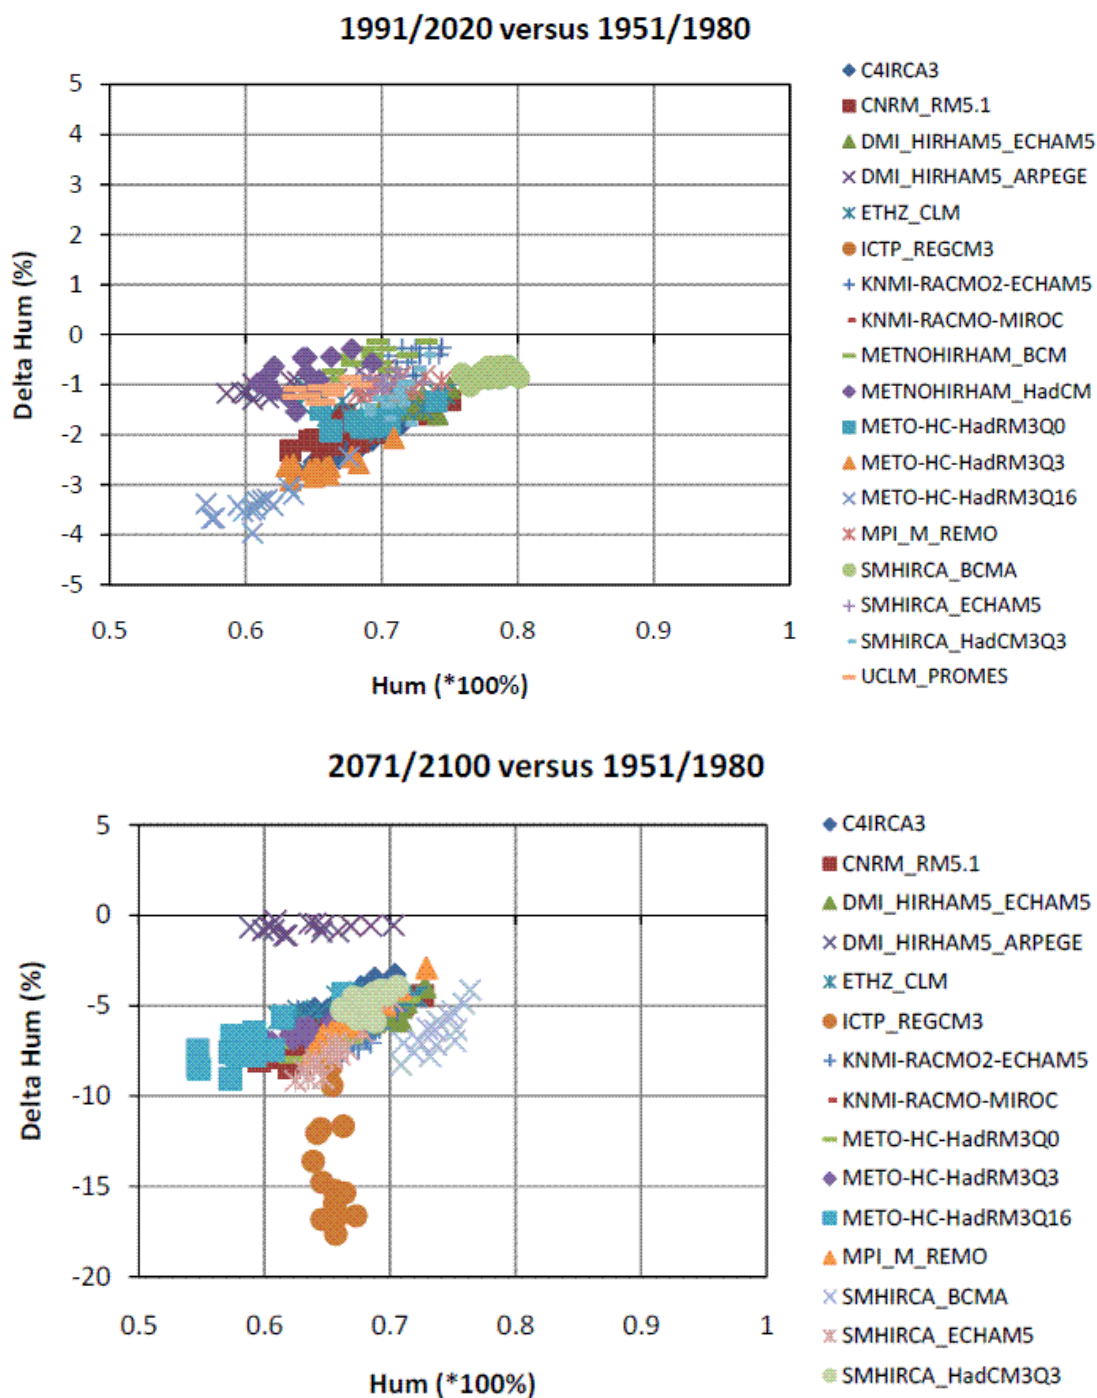 1991/2020 versus 1951/1980
5
4
3
2
1
0
-1
-2
-3
-4
-5
Delta Hum (%)
0.5 0.6 0.7 0.8 0.9 1
Hum (*100%)
C4IRCA3
CNRM_RM5.1
DMI_HIRHAM5_ECHAM5
DMI_HIRHAM5_ARPEGE
ETHZ_CLM
ICTP_REGCM3
KNMI-RACMO2-ECHAM5
KNMI-RACMO-MIROC
METNOHIRHAM_BCM
METNOHIRHAM_HadCM
METO-HC-HadRM3Q0
METO-HC-HadRM3Q3
METO-HC-HadRM3Q16
MPI_M_REMO
SMHIRCA_BCMA
SMHIRCA_ECHAM5
SMHIRCA_HadCM3Q3
UCLM_PROMES
2071/2100 versus 1951/1980
5
0
-5
-10
-15
-20
Delta Hum (%)
0.5 0.6 0.7 0.8 0.9 1
Hum (*100%)
C4IRCA3
CNRM_RM5.1
DMI_HIRHAM5_ECHAM5
DMI_HIRHAM5_ARPEGE
ETHZ_CLM
ICTP_REGCM3
KNMI-RACMO2-ECHAM5
KNMI-RACMO-MIROC
METO-HC-HadRM3Q0
METO-HC-HadRM3Q3
METO-HC-HadRM3Q16
MPI_M_REMO
SMHIRCA_BCMA
SMHIRCA_ECHAM5
SMHIRCA_HadCM3Q3